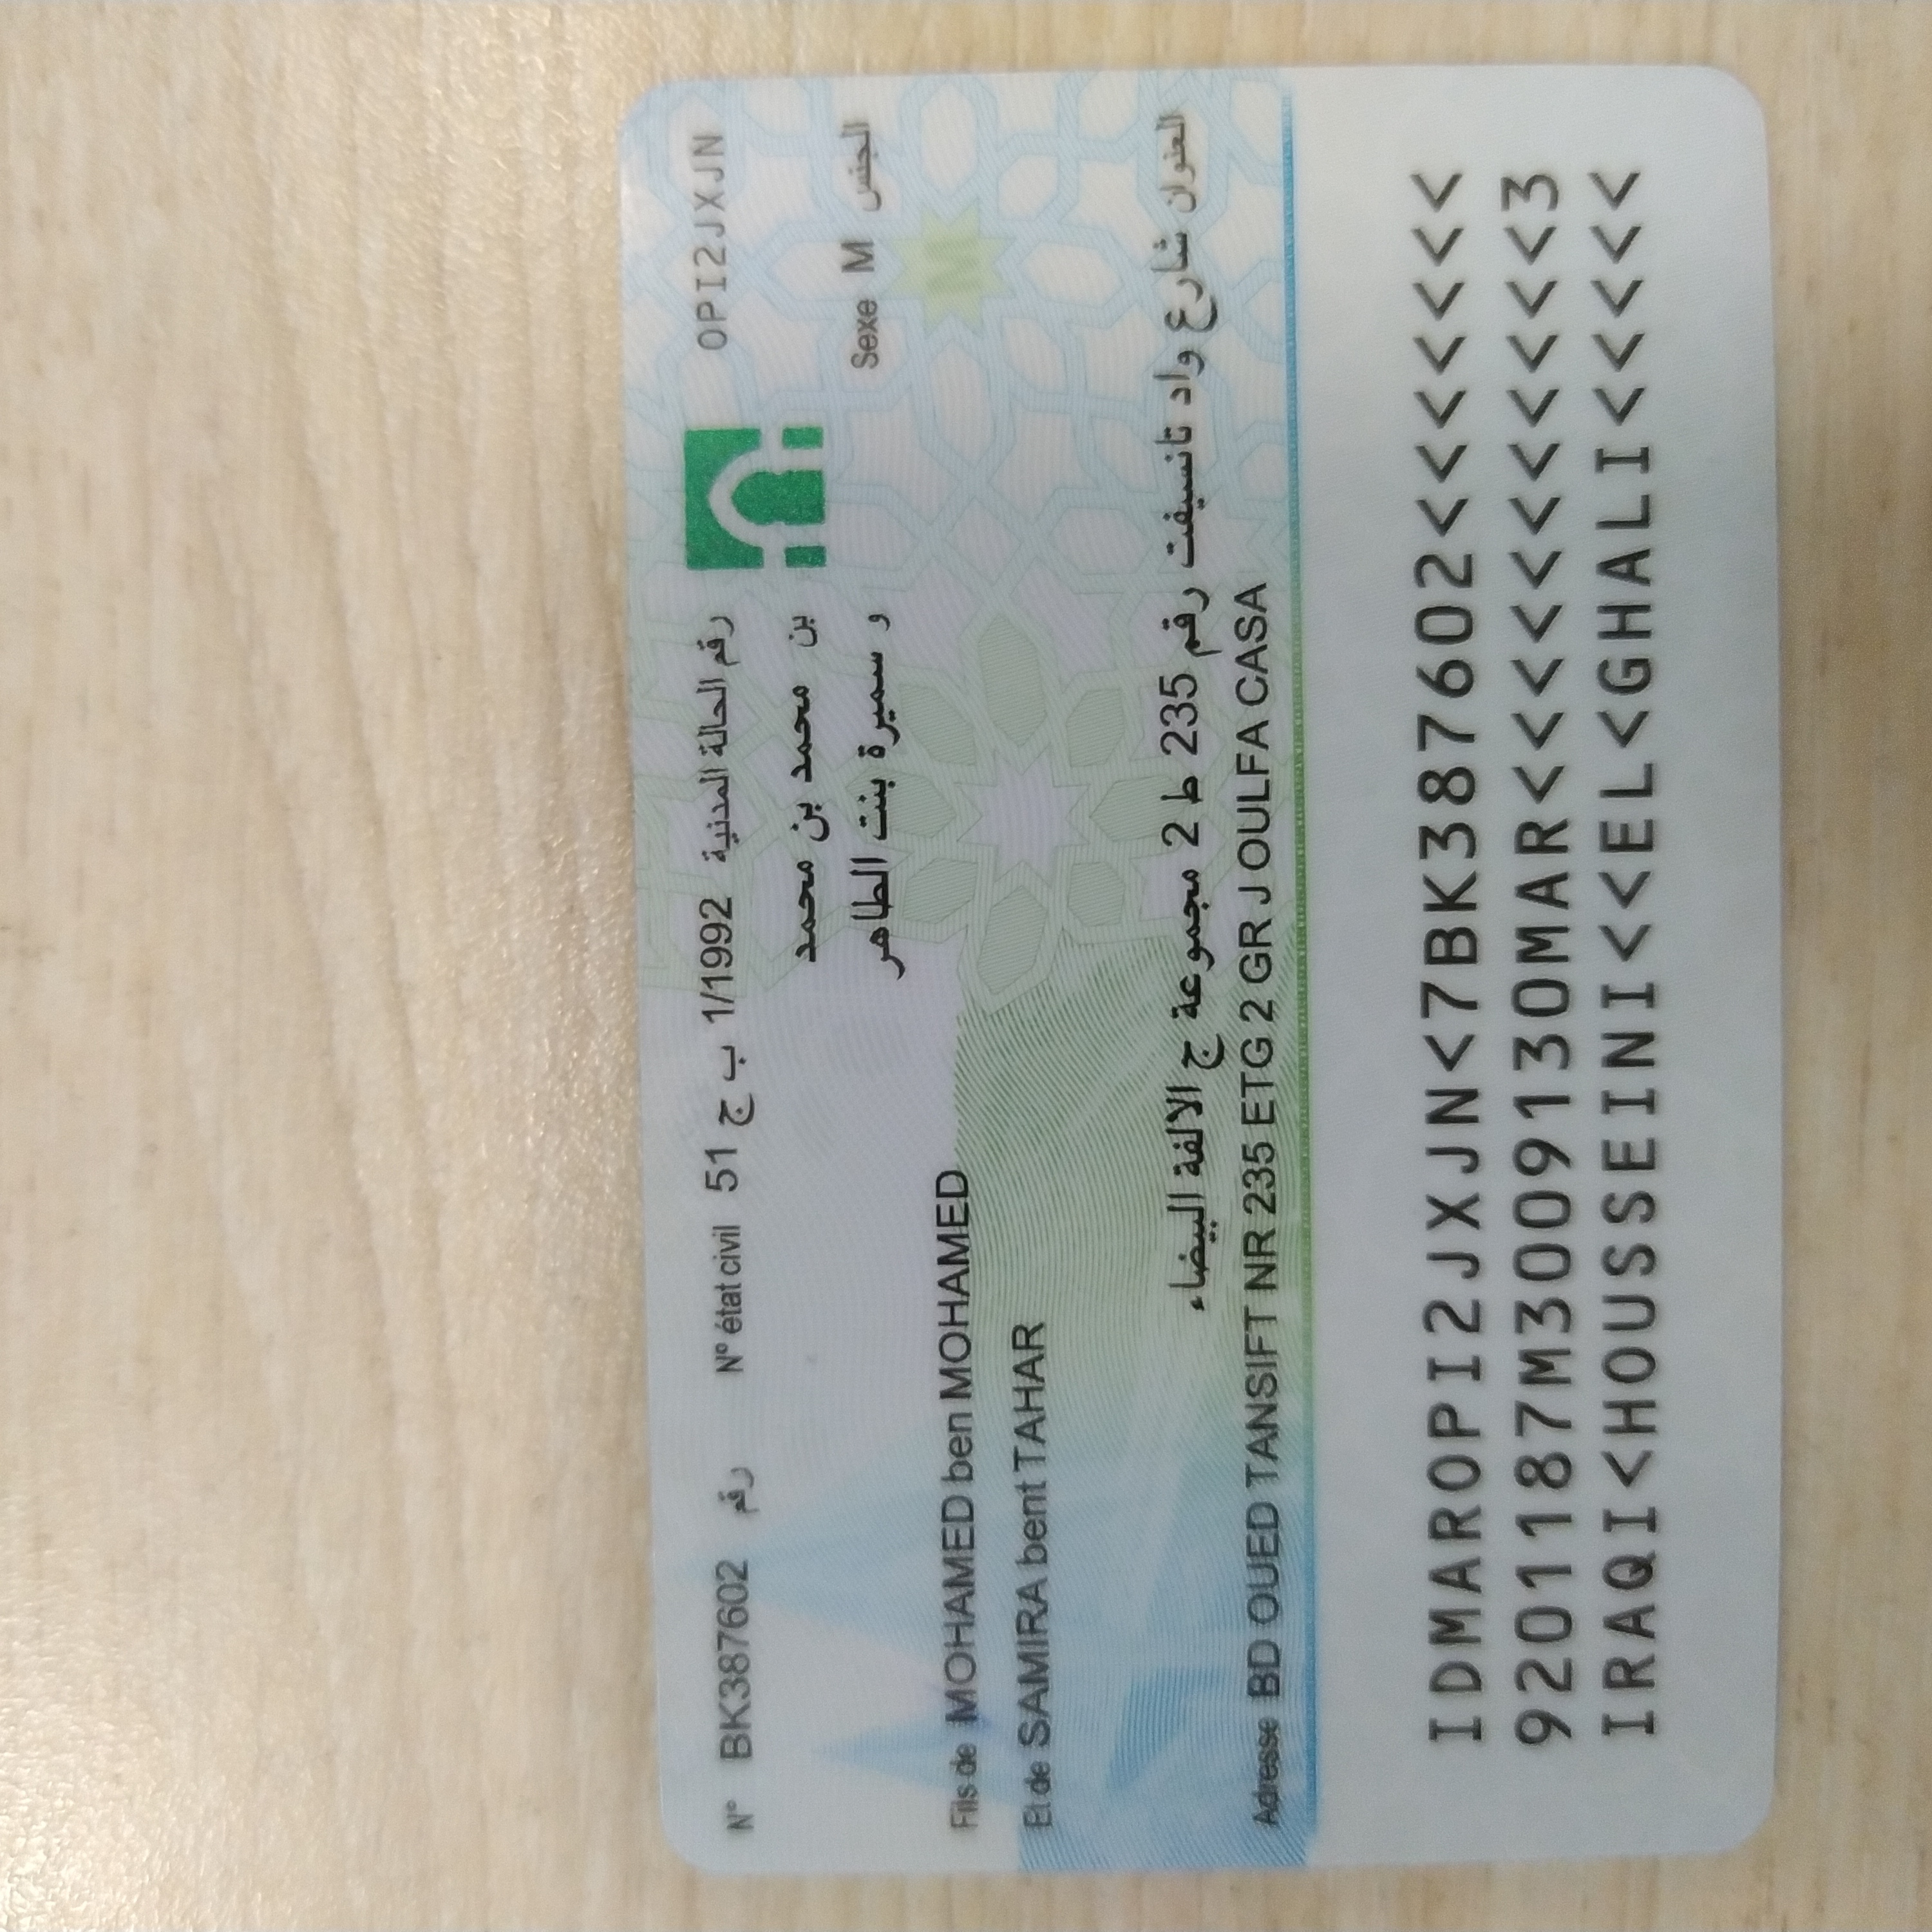 N° BK387602 رقم N° état civil 51 رقم الحالة المدنية 1/1992 ب ج OPI2JXJN
بن محمد بن محمد
و سميرة بنت الطاهر
Sexe M الجنس
M
Fils de MOHAMED ben MOHAMED
Et de SAMIRA bent TAHAR
العنوان شارع واد تانسيفت رقم 235 ط 2 مجموعة ج الالفة البيضاء
Adresse BD OUED TANSIFT NR 235 ETG 2 GR J OULFA CASA
IDMAROPI2JXJN<7BK387602<<<<<<<
9201187M3009130MAR<<<<<<<<<<<3
IRAQI<HOUSSEINI<<EL<GHALI<<<<<